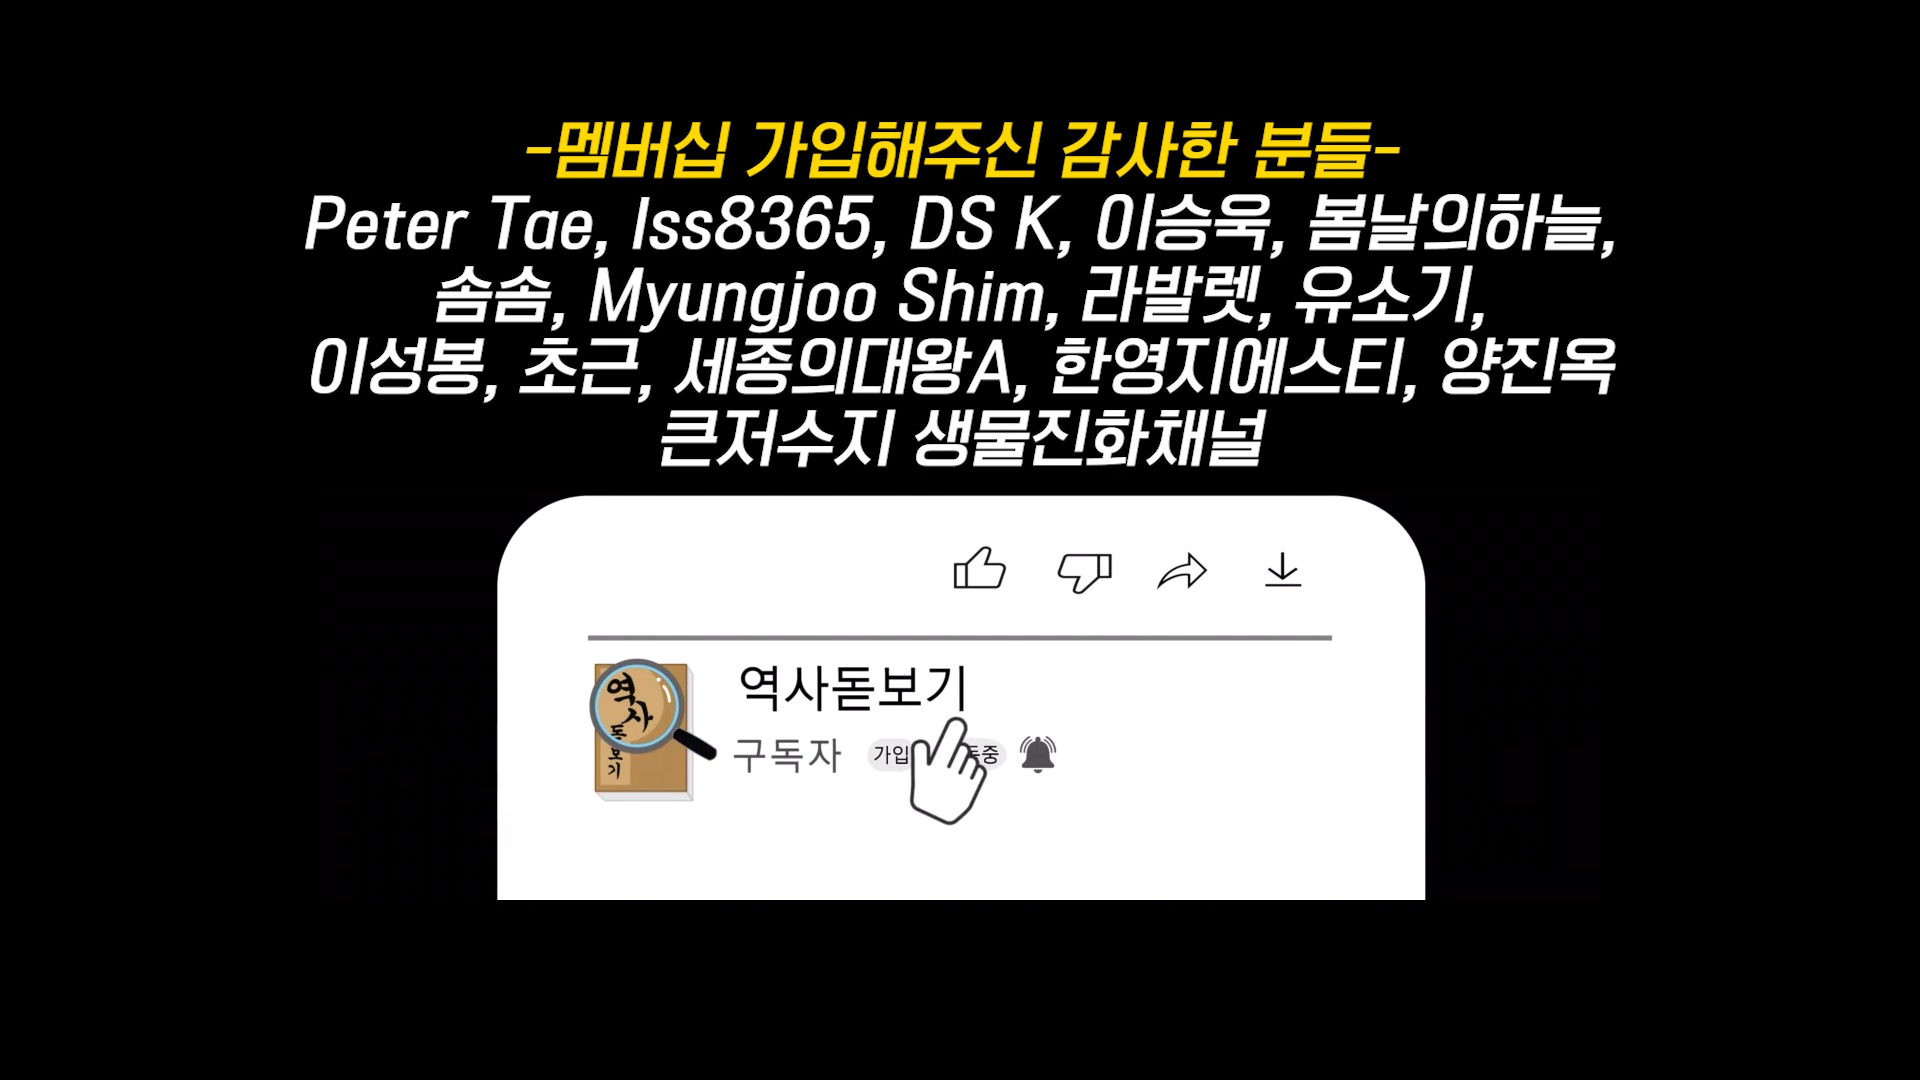 -멤버십 가입해주신 감사한 분들-
Peter Tae, Iss8365, DS K, 이승욱, 봄날의하늘,
솜솜, Myungjoo Shim, 라발렛, 유소기,
이성봉, 초근, 세종의대왕A, 한영지에스티, 양진옥
큰저수지 생물진화채널
역사돋보기
역사
보기
구독자 가입